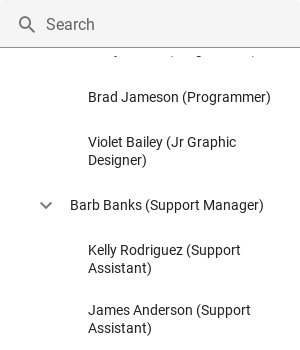 Search
Brad Jameson (Programmer)
Violet Bailey (Jr Graphic
Designer)
Barb Banks (Support Manager)
Kelly Rodriguez (Support
Assistant)
James Anderson (Support
Assistant)